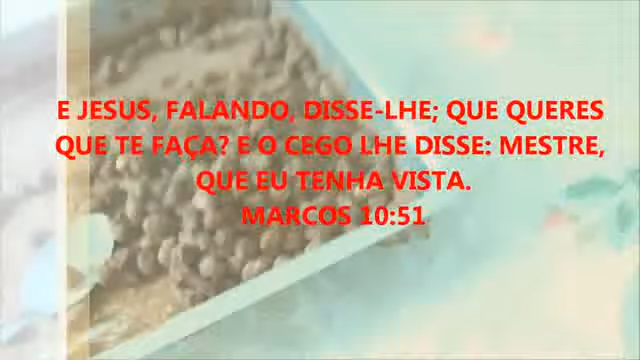 E JESUS, FALANDO, DISSE-LHE; QUE QUERES
QUE TE FAÇA? E O CEGO LHE DISSE: MESTRE,
QUE EU TENHA VISTA.
MARCOS 10:51